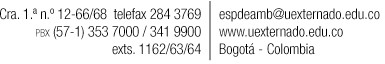 Cra. 1.ª n.º 12-66/68 telefax 284 3769
PBX (57-1) 353 7000 / 341 9900
exts. 1162/63/64
espdeamb@uexternado.edu.co
www.uexternado.edu.co
Bogotá - Colombia